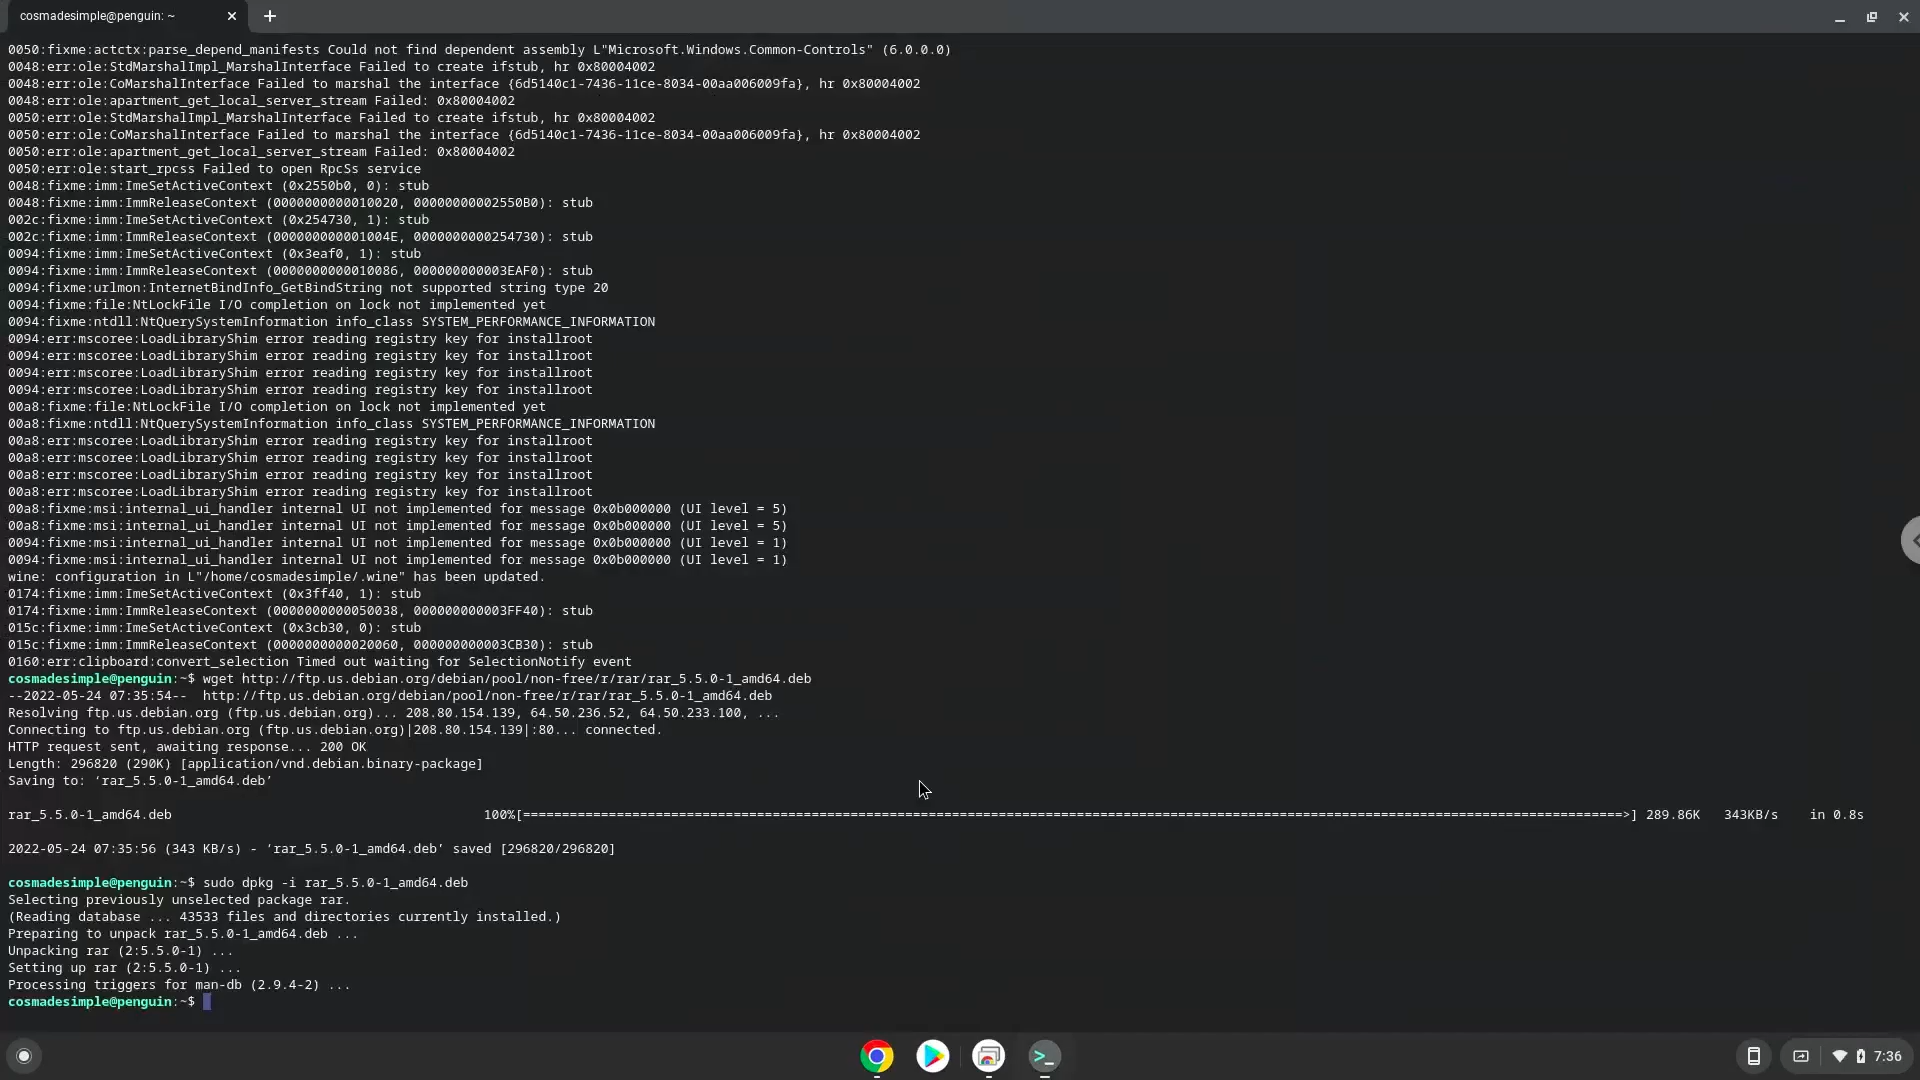 cosmadesimple@penguin: ~
0050:fixme:actctx:parse_depend_manifests Could not find dependent assembly L"Microsoft.Windows.Common-Controls" (6.0.0.0)
0048:err:ole:StdMarshalImpl_MarshalInterface Failed to create ifstub, hr 0x80004002
0048:err:ole:CoMarshalInterface Failed to marshal the interface {6d5140c1-7436-11ce-8034-00aa006009fa}, hr 0x80004002
0048:err:ole:apartment_get_local_server_stream Failed: 0x80004002
0050:err:ole:StdMarshalImpl_MarshalInterface Failed to create ifstub, hr 0x80004002
0050:err:ole:CoMarshalInterface Failed to marshal the interface {6d5140c1-7436-11ce-8034-00aa006009fa}, hr 0x80004002
0050:err:ole:apartment_get_local_server_stream Failed: 0x80004002
0050:err:ole:start_rpcss Failed to open RpcSs service
0048:fixme:imm:ImeSetActiveContext (0x2550b0, 0): stub
0048:fixme:imm:ImmReleaseContext (0000000000010020, 00000000002550B0): stub
002c:fixme:imm:ImeSetActiveContext (0x254730, 1): stub
002c:fixme:imm:ImmReleaseContext (000000000001004E, 0000000000254730): stub
0094:fixme:imm:ImeSetActiveContext (0x3eaf0, 1): stub
0094:fixme:imm:ImmReleaseContext (0000000000010086, 000000000003EAF0): stub
0094:fixme:urlmon:InternetBindInfo_GetBindString not supported string type 20
0094:fixme:file:NtLockFile I/O completion on lock not implemented yet
0094:fixme:ntdll:NtQuerySystemInformation info_class SYSTEM_PERFORMANCE_INFORMATION
0094:err:mscoree:LoadLibraryShim error reading registry key for installroot
0094:err:mscoree:LoadLibraryShim error reading registry key for installroot
0094:err:mscoree:LoadLibraryShim error reading registry key for installroot
0094:err:mscoree:LoadLibraryShim error reading registry key for installroot
00a8:fixme:file:NtLockFile I/O completion on lock not implemented yet
00a8:fixme:ntdll:NtQuerySystemInformation info_class SYSTEM_PERFORMANCE_INFORMATION
00a8:err:mscoree:LoadLibraryShim error reading registry key for installroot
00a8:err:mscoree:LoadLibraryShim error reading registry key for installroot
00a8:err:mscoree:LoadLibraryShim error reading registry key for installroot
00a8:err:mscoree:LoadLibraryShim error reading registry key for installroot
00a8:fixme:msi:internal_ui_handler internal UI not implemented for message 0x0b000000 (UI level = 5)
00a8:fixme:msi:internal_ui_handler internal UI not implemented for message 0x0b000000 (UI level = 5)
0094:fixme:msi:internal_ui_handler internal UI not implemented for message 0x0b000000 (UI level = 1)
0094:fixme:msi:internal_ui_handler internal UI not implemented for message 0x0b000000 (UI level = 1)
wine: configuration in L"/home/cosmadesimple/.wine" has been updated.
0174:fixme:imm:ImeSetActiveContext (0x3ff40, 1): stub
0174:fixme:imm:ImmReleaseContext (0000000000050038, 000000000003FF40): stub
015c:fixme:imm:ImeSetActiveContext (0x3cb30, 0): stub
015c:fixme:imm:ImmReleaseContext (0000000000020060, 000000000003CB30): stub
0160:err:clipboard:convert_selection Timed out waiting for SelectionNotify event
cosmadesimple@penguin:~$ wget http://ftp.us.debian.org/debian/pool/non-free/r/rar/rar_5.5.0-1_amd64.deb
--2022-05-24 07:35:54--  http://ftp.us.debian.org/debian/pool/non-free/r/rar/rar_5.5.0-1_amd64.deb
Resolving ftp.us.debian.org (ftp.us.debian.org)... 208.80.154.139, 64.50.236.52, 64.50.233.100, ...
Connecting to ftp.us.debian.org (ftp.us.debian.org)|208.80.154.139|:80... connected.
HTTP request sent, awaiting response... 200 OK
Length: 296820 (290K) [application/vnd.debian.binary-package]
Saving to: ‘rar_5.5.0-1_amd64.deb’
rar_5.5.0-1_amd64.deb 100%[=============================================================================================================================================>] 289.86K 343KB/s in 0.8s
2022-05-24 07:35:56 (343 KB/s) - ‘rar_5.5.0-1_amd64.deb’ saved [296820/296820]
cosmadesimple@penguin:~$ sudo dpkg -i rar_5.5.0-1_amd64.deb
Selecting previously unselected package rar.
(Reading database ... 43533 files and directories currently installed.)
Preparing to unpack rar_5.5.0-1_amd64.deb ...
Unpacking rar (2:5.5.0-1) ...
Setting up rar (2:5.5.0-1) ...
Processing triggers for man-db (2.9.4-2) ...
cosmadesimple@penguin:~$
7:36